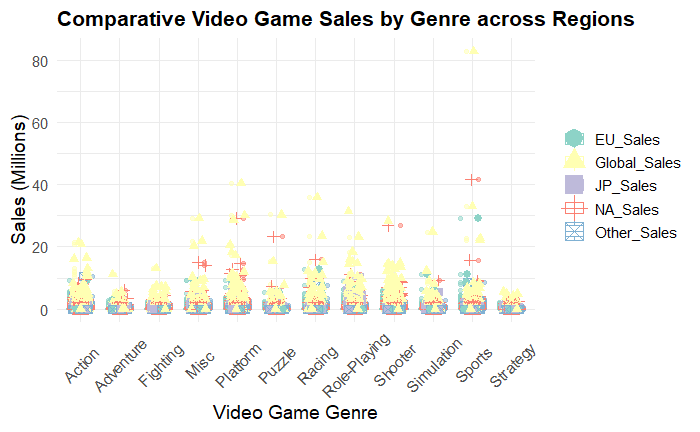 Comparative Video Game Sales by Genre across Regions
Sales (Millions)
80
60
40
20
0
Action
Adventure
Fighting
Misc
Platform
Puzzle
Racing
Role-Playing
Shooter
Simulation
Sports
Strategy
Video Game Genre
EU_Sales
Global_Sales
JP_Sales
NA_Sales
Other_Sales